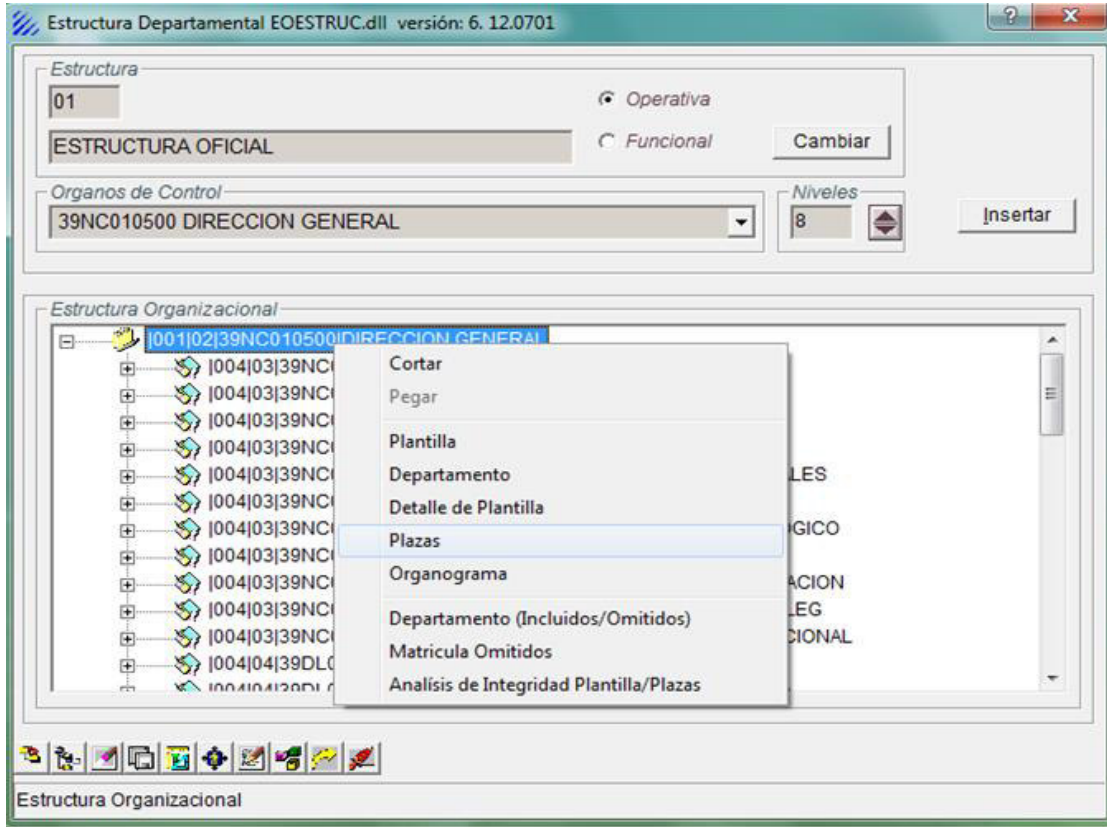 Estructura Departamental EOESTRUC.dll versión: 6. 12.0701
Estructura
01
Operativa
ESTRUCTURA OFICIAL
Funcional
Cambiar
Organos de Control
39NC010500 DIRECCION GENERAL
Niveles
8
Insertar
Estructura Organizacional
|001|02|39NC010500|DIRECCION GENERAL
|004|03|39NC
|004|03|39NC
|004|03|39NC
|004|03|39NC
|004|03|39NC LES
|004|03|39NC
|004|03|39NC GICO
|004|03|39NC
|004|03|39NC ACION
|004|03|39NC LEG
|004|03|39NC CIONAL
|004|04|39DL0
Cortar
Pegar
Plantilla
Departamento
Detalle de Plantilla
Plazas
Organograma
Departamento (Incluidos/Omitidos)
Matricula Omitidos
Analísis de Integridad Plantilla/Plazas
Estructura Organizacional